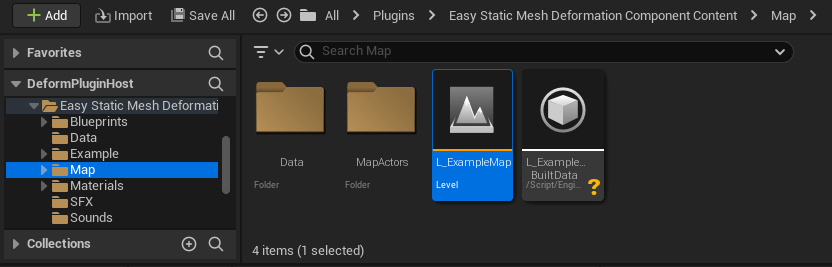 Add Import Save All All > Plugins > Easy Static Mesh Deformation Component Content > Map >
Favorites
DeformPluginHost
Easy Static Mesh Deformati
Blueprints
Data
Example
Map
Materials
SFX
Sounds
Collections
Search Map
Data
Folder
MapActors
Folder
L_ExampleMap
Level
L_Example...
BuiltData
/Script/Engi...
?
4 items (1 selected)